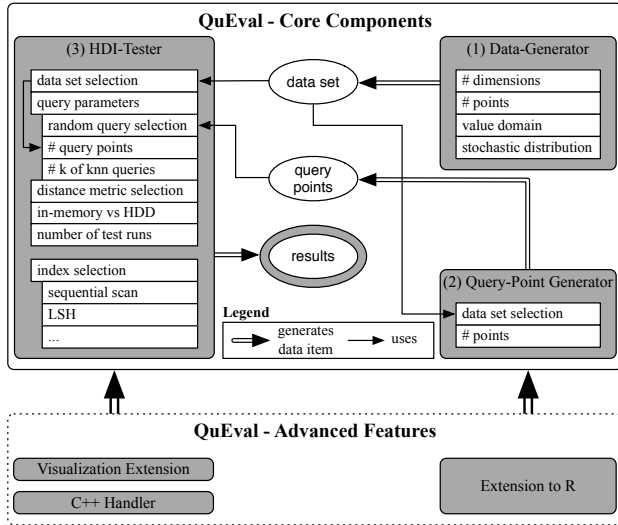 QuEval - Core Components
(3) HDI-Tester
data set selection
query parameters
random query selection
# query points
# k of knn queries
distance metric selection
in-memory vs HDD
number of test runs
index selection
sequential scan
LSH
...
data set
query
points
results
(1) Data-Generator
# dimensions
# points
value domain
stochastic distribution
(2) Query-Point Generator
data set selection
# points
Legend
generates
data item
uses
QuEval - Advanced Features
Visualization Extension
C++ Handler
Extension to R